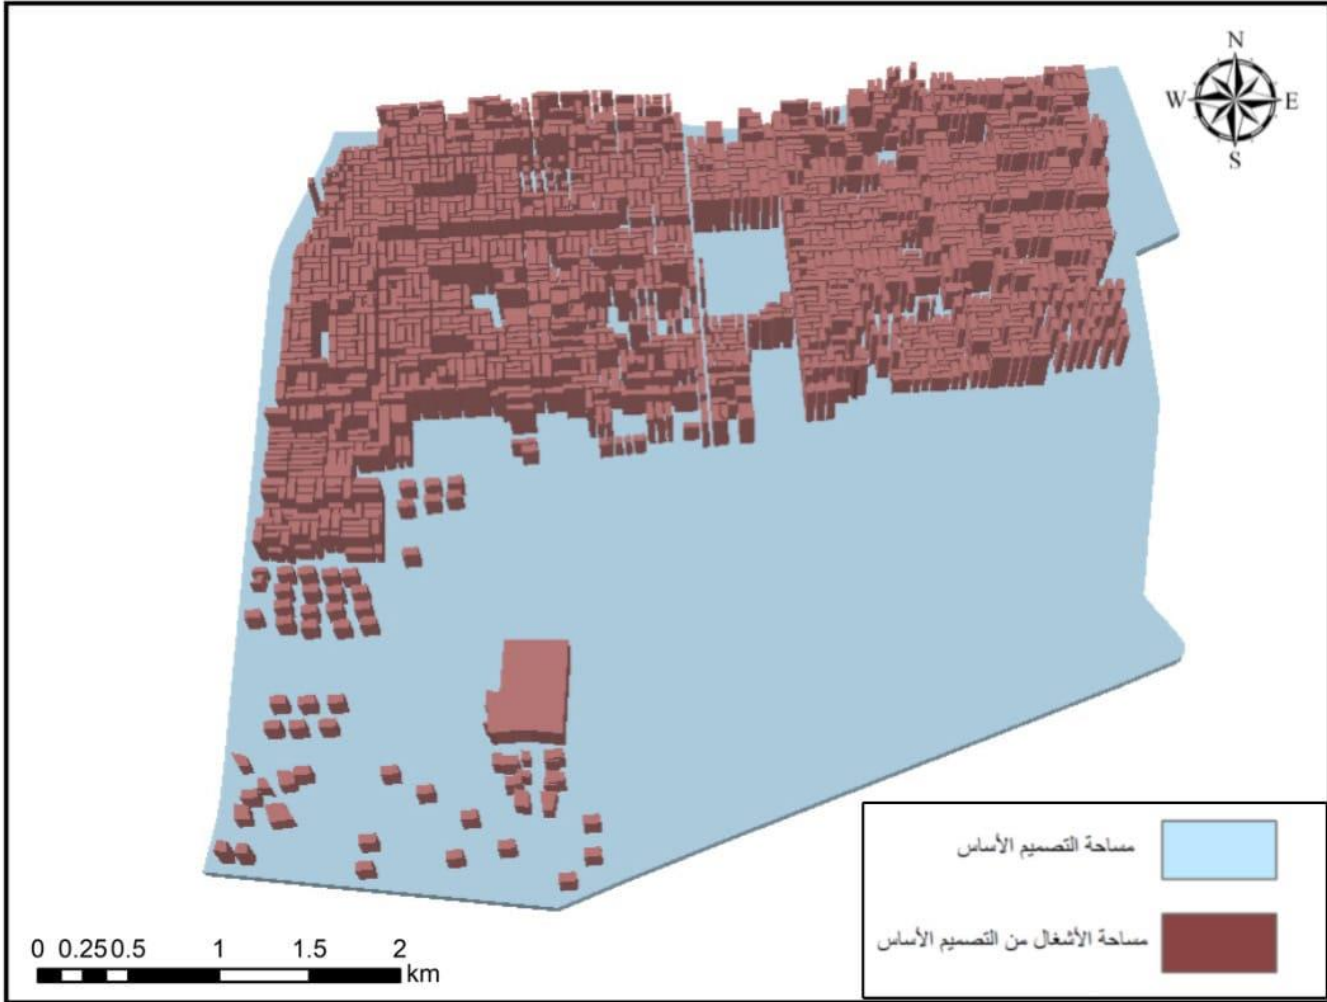 N
W E
S
مساحة التصميم الأساس
مساحة الأشغال من التصميم الأساس
0 0.25 0.5 1 1.5 2
km